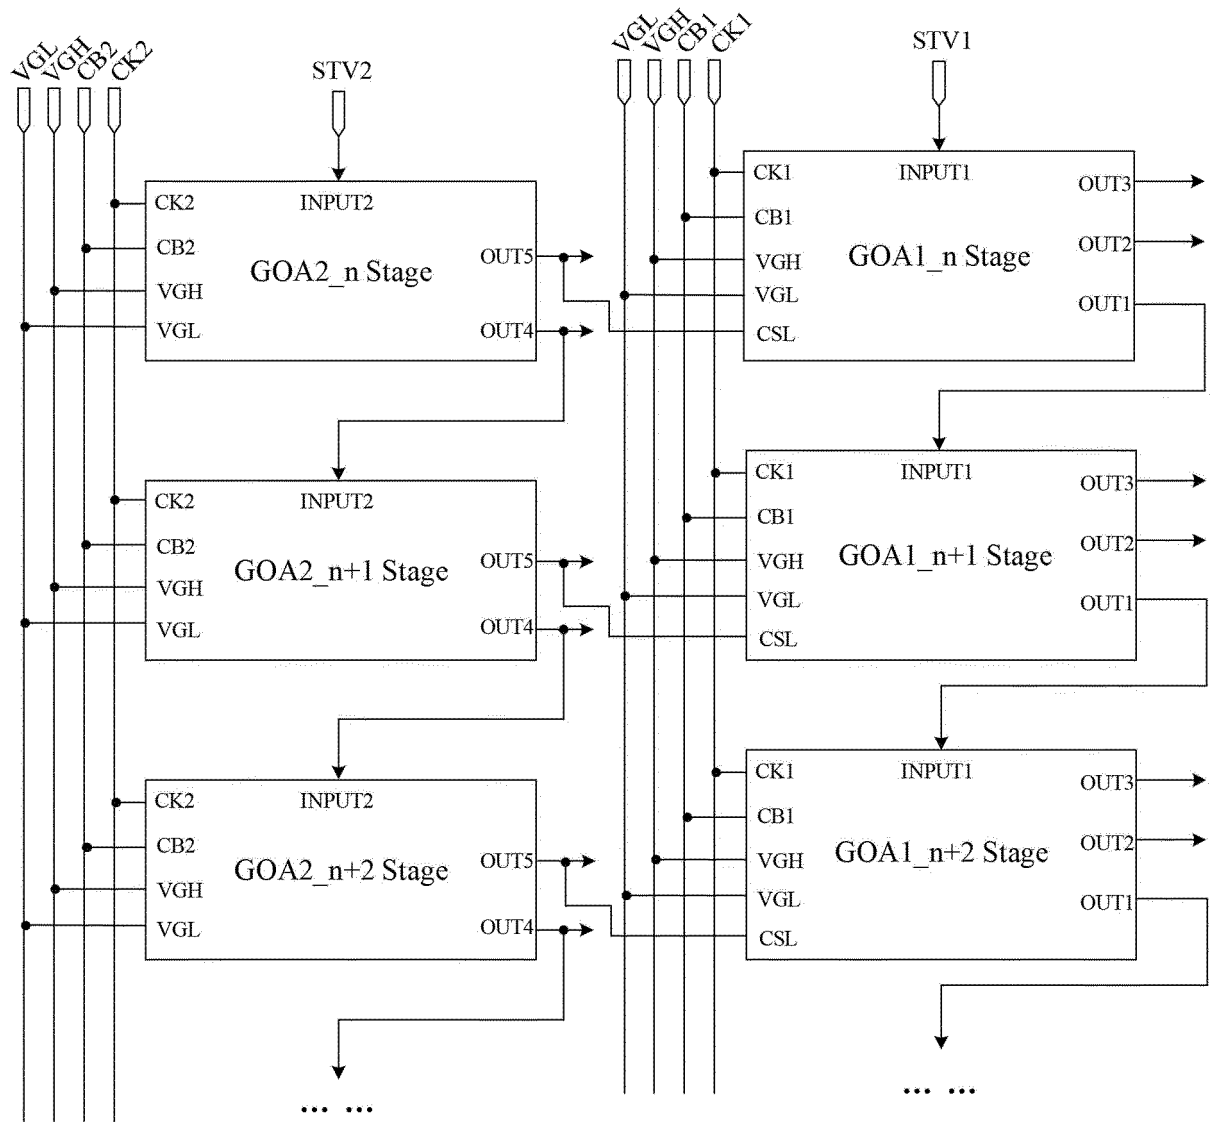 VGL VGH CB2 CK2
STV2
CK2
INPUT2
CB2
GOA2_n Stage
OUT5
VGH
VGL
OUT4
CK2
INPUT2
CB2
GOA2_n+1 Stage
OUT5
VGH
VGL
OUT4
CK2
INPUT2
CB2
GOA2_n+2 Stage
OUT5
VGH
VGL
OUT4
... ...
VGL VGH CB1 CK1
STV1
CK1
INPUT1
OUT3
CB1
OUT2
GOA1_n Stage
VGH
VGL
OUT1
CSL
CK1
INPUT1
OUT3
CB1
OUT2
GOA1_n+1 Stage
VGH
VGL
OUT1
CSL
CK1
INPUT1
OUT3
CB1
OUT2
GOA1_n+2 Stage
VGH
VGL
OUT1
CSL
... ...